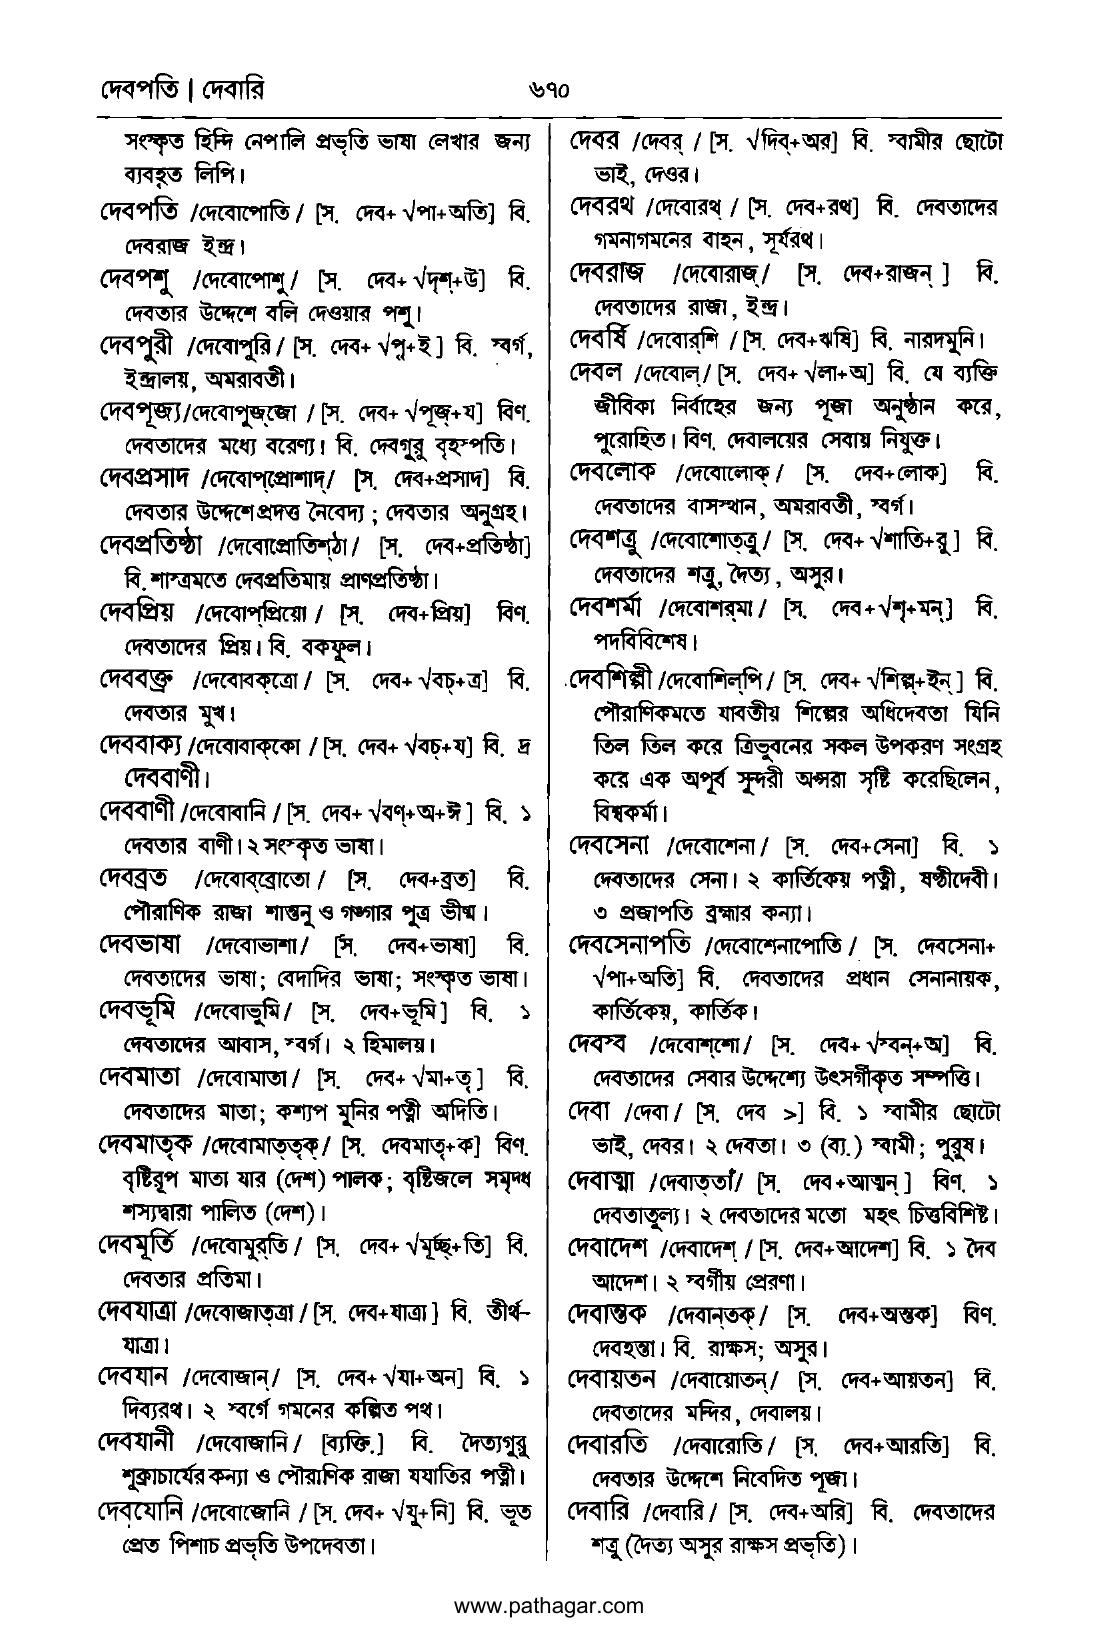 দেবপতি | দেবারি
৬৭০
সংস্কৃত হিন্দি নেপালি প্রভৃতি ভাষা লেখার জন্য
ব্যবহৃত লিপি।
দেবপতি /দেবোপোতি / [স. দেব+ √পা+অতি] বি.
দেবরাজ ইন্দ্র।
দেবপশু /দেবোপোশু / [স. দেব+ √দৃশ্+উ] বি.
দেবতার উদ্দেশে বলি দেওয়ার পশু।
দেবপুরী /দেবোপুরি / [স. দেব+ √পৄ+ই ] বি. স্বর্গ,
ইন্দ্রালয়, অমরাবতী।
দেবপূজ্য/দেবোপুজ্জো / [স. দেব+ √পূজ্+য] বিণ.
দেবতাদের মধ্যে বরেণ্য। বি. দেবগুরু বৃহস্পতি।
দেবপ্রসাদ /দেবোপ্প্রোশাদ্/ [স. দেব+প্রসাদ] বি.
দেবতার উদ্দেশে প্রদত্ত নৈবেদ্য ; দেবতার অনুগ্রহ।
দেবপ্রতিষ্ঠা /দেবোপ্রোতিশ্ঠা / [স. দেব+প্রতিষ্ঠা]
বি. শাস্ত্রমতে দেবপ্রতিমায় প্রাণপ্রতিষ্ঠা।
দেবপ্রিয় /দেবোপ্প্রিয়ো / [স. দেব+প্রিয়] বিণ.
দেবতাদের প্রিয়। বি. বকফুল।
দেববক্ত্র /দেবোবক্ত্রো / [স. দেব+ √বচ্+ত্র] বি.
দেবতার মুখ।
দেববাক্য /দেবোবাক্কো / [স. দেব+ √বচ্+য] বি. দ্র
দেববাণী।
দেববাণী /দেবোবানি / [স. দেব+ √বণ্+অ+ঈ ] বি. ১
দেবতার বাণী। ২ সংস্কৃত ভাষা।
দেবব্রত /দেবোব্ব্রোতো / [স. দেব+ব্রত] বি.
পৌরাণিক রাজা শান্তনু ও গঙ্গার পুত্র ভীষ্ম।
দেবভাষা /দেবোভাশা / [স. দেব+ভাষা] বি.
দেবতাদের ভাষা; বেদাদির ভাষা; সংস্কৃত ভাষা।
দেবভূমি /দেবোভুমি / [স. দেব+ভূমি ] বি. ১
দেবতাদের আবাস, স্বর্গ। ২ হিমালয়।
দেবমাতা /দেবোমাতা / [স. দেব+ √মা+তৃ ] বি.
দেবতাদের মাতা; কশ্যপ মুনির পত্নী অদিতি।
দেবমাতৃক /দেবোমাত্তৃক্ / [স. দেবমাতৃ+ক] বিণ.
বৃষ্টিরূপ মাতা যার (দেশ) পালক; বৃষ্টিজলে সমৃদ্ধ
শস্যদ্বারা পালিত (দেশ)।
দেবমূর্তি /দেবোমুর্তি / [স. দেব+ √মূর্চ্ছ্+তি] বি.
দেবতার প্রতিমা।
দেবযাত্রা /দেবোজাত্ত্রা / [স. দেব+যাত্রা ] বি. তীর্থ-
যাত্রা।
দেবযান /দেবোজান্ / [স. দেব+ √যা+অন] বি. ১
দিব্যরথ। ২ স্বর্গে গমনের কল্পিত পথ।
দেবযানী /দেবোজানি / [ব্যক্তি.] বি. দৈত্যগুরু
শুক্রাচার্যের কন্যা ও পৌরাণিক রাজা যযাতির পত্নী।
দেবযোনি /দেবোজোনি / [স. দেব+ √যু+নি] বি. ভূত
প্রেত পিশাচ প্রভৃতি উপদেবতা।
দেবর /দেবর্ / [স. √দিব্+অর] বি. স্বামীর ছোটো
ভাই, দেওর।
দেবরথ /দেবোরথ্ / [স. দেব+রথ] বি. দেবতাদের
গমনাগমনের বাহন, সূর্যরথ।
দেবরাজ /দেবোরাজ্/ [স. দেব+রাজন্ ] বি.
দেবতাদের রাজা, ইন্দ্র।
দেবর্ষি /দেবোর্শি / [স. দেব+ঋষি] বি. নারদমুনি।
দেবল /দেবোল্/ [স. দেব+ √লা+অ] বি. যে ব্যক্তি
জীবিকা নির্বাহের জন্য পূজা অনুষ্ঠান করে,
পুরোহিত। বিণ. দেবালয়ের সেবায় নিযুক্ত।
দেবলোক /দেবোলোক্ / [স. দেব+লোক] বি.
দেবতাদের বাসস্থান, অমরাবতী, স্বর্গ।
দেবশত্রু /দেবোশোত্ত্রু / [স. দেব+ √শাতি+রু ] বি.
দেবতাদের শত্রু, দৈত্য, অসুর।
দেবশর্মা /দেবোশর্মা / [স. দেব+√শৃ+মন্] বি.
পদবিবিশেষ।
দেবশিল্পী /দেবোশিল্পি / [স. দেব+ √শিল্প্+ইন্ ] বি.
পৌরাণিকমতে যাবতীয় শিল্পের অধিদেবতা যিনি
তিল তিল করে ত্রিভুবনের সকল উপকরণ সংগ্রহ
করে এক অপূর্ব সুন্দরী অপ্সরা সৃষ্টি করেছিলেন,
বিশ্বকর্মা।
দেবসেনা /দেবোশেনা / [স. দেব+সেনা] বি. ১
দেবতাদের সেনা। ২ কার্তিকেয় পত্নী, ষষ্ঠীদেবী।
৩ প্রজাপতি ব্রহ্মার কন্যা।
দেবসেনাপতি /দেবোশেনাপোতি / [স. দেবসেনা+
√পা+অতি] বি. দেবতাদের প্রধান সেনানায়ক,
কার্তিকেয়, কার্তিক।
দেবস্ব /দেবোশ্শো / [স. দেব+ √স্বন্+অ] বি.
দেবতাদের সেবার উদ্দেশ্যে উৎসর্গীকৃত সম্পত্তি।
দেবা /দেবা / [স. দেব >] বি. ১ স্বামীর ছোটো
ভাই, দেবর। ২ দেবতা। ৩ (ব্য.) স্বামী; পুরুষ।
দেবাত্মা /দেবাত্তাঁ/ [স. দেব+আত্মন্ ] বিণ. ১
দেবতাতুল্য। ২ দেবতাদের মতো মহৎ চিত্তবিশিষ্ট।
দেবাদেশ /দেবাদেশ্ / [স. দেব+আদেশ] বি. ১ দৈব
আদেশ। ২ স্বর্গীয় প্রেরণা।
দেবান্তক /দেবান্তক্ / [স. দেব+অন্তক] বিণ.
দেবহন্তা। বি. রাক্ষস; অসুর।
দেবায়তন /দেবায়োতন্/ [স. দেব+আয়তন] বি.
দেবতাদের মন্দির, দেবালয়।
দেবারতি /দেবারোতি / [স. দেব+আরতি] বি.
দেবতার উদ্দেশে নিবেদিত পূজা।
দেবারি /দেবারি / [স. দেব+অরি] বি. দেবতাদের
শত্রু (দৈত্য অসুর রাক্ষস প্রভৃতি)।
www.pathagar.com